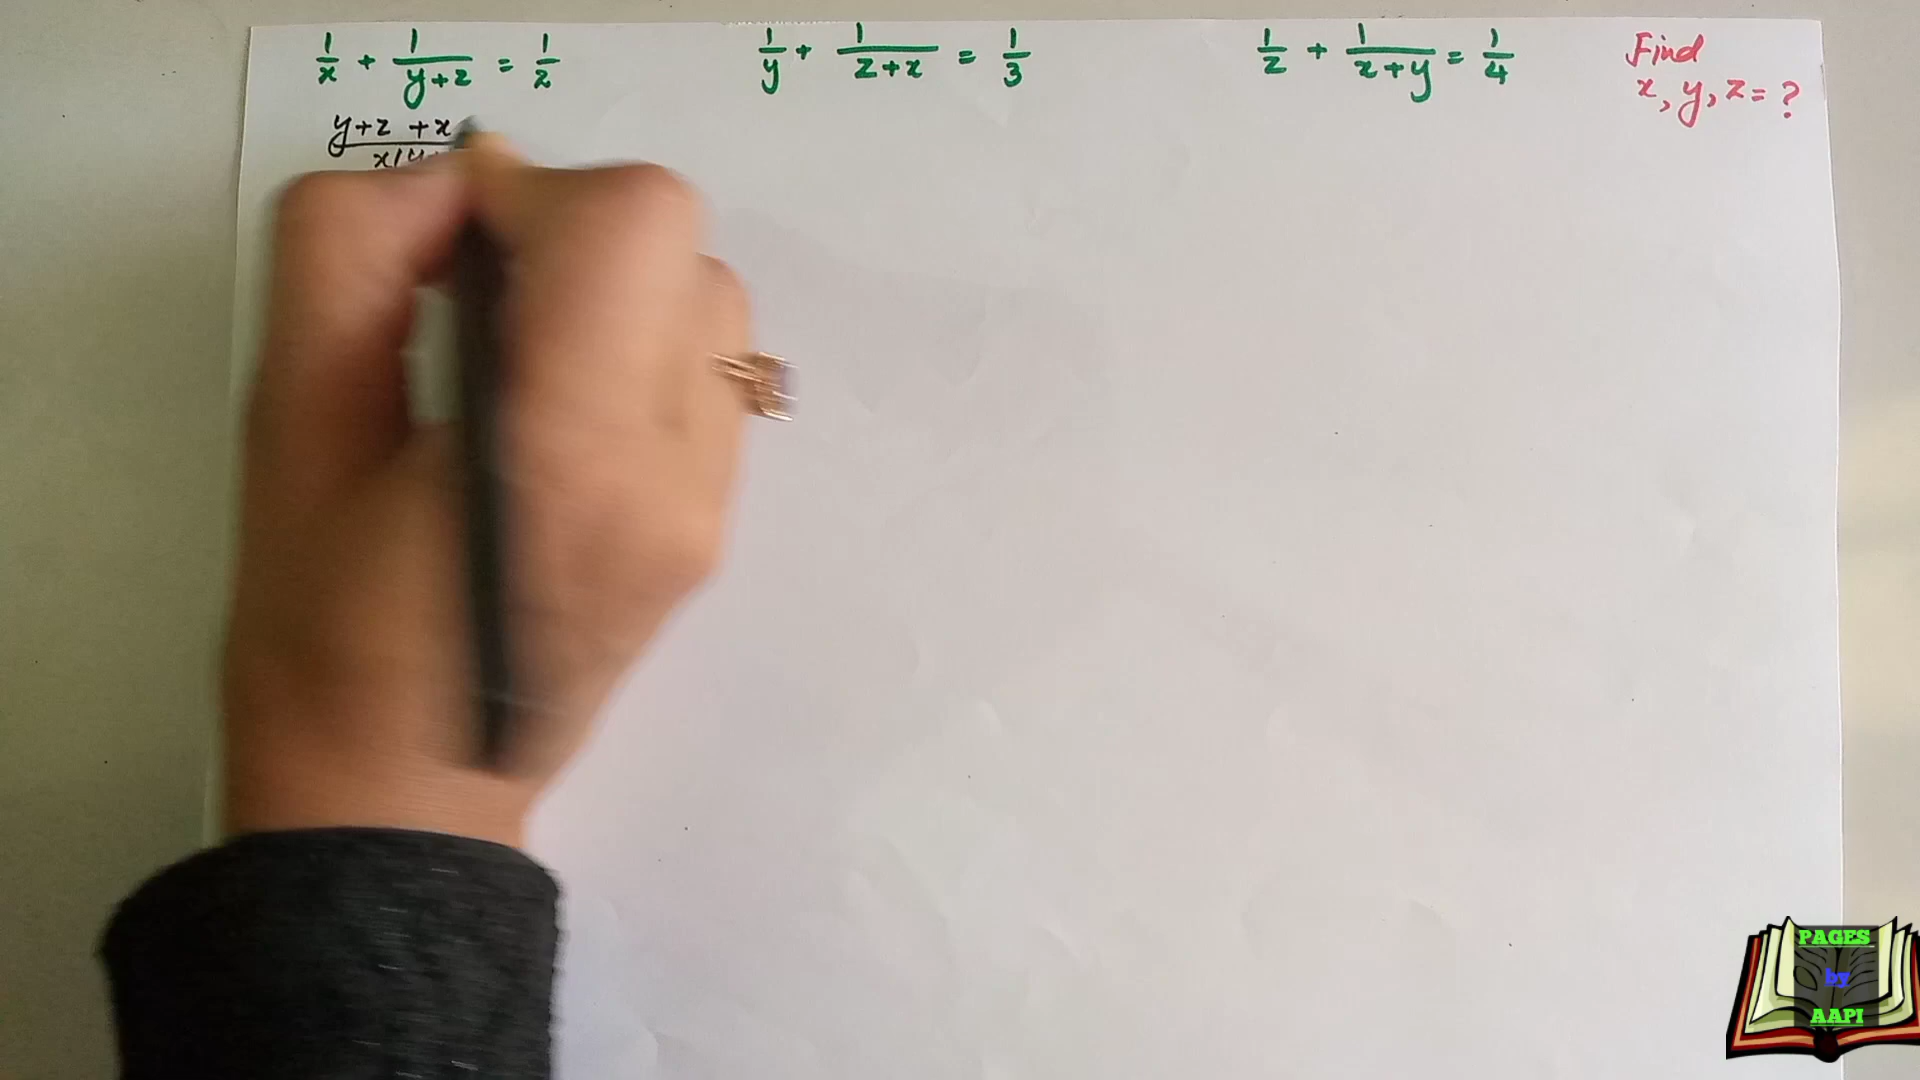 1/x + 1/(y+z) = 1/2
1/y + 1/(z+x) = 1/3
1/z + 1/(x+y) = 1/4
Find
x, y, z = ?
y+z +x
PAGES
by
AAPI